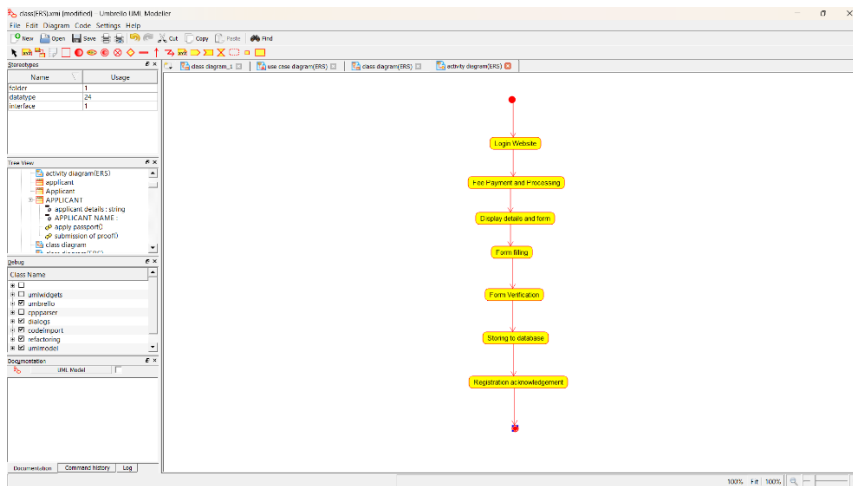 class(ERS).xmi [modified] - Umbrello UML Modeller
File Edit Diagram Code Settings Help
New Open Save Cut Copy Paste Find
Stereotypes
class diagram_1 use case diagram(ERS) class diagram(ERS) activity diagram(ERS)
Name Usage
folder 1
datatype 24
interface 1
Tree View
activity diagram(ERS)
applicant
Applicant
APPLICANT
applicant details : string
APPLICANT NAME :
apply passport()
submission of proof()
class diagram
class diagram(ERS)
Debug
Class Name
umlwidgets
umbrello
cppparser
dialogs
codeimport
refactoring
umlmodel
Documentation
UML Model
Documentation Command history Log
Login Website
Fee Payment and Processing
Display details and form
Form filling
Form Verification
Storing to database
Registration acknowledgement
100% Fit 100%